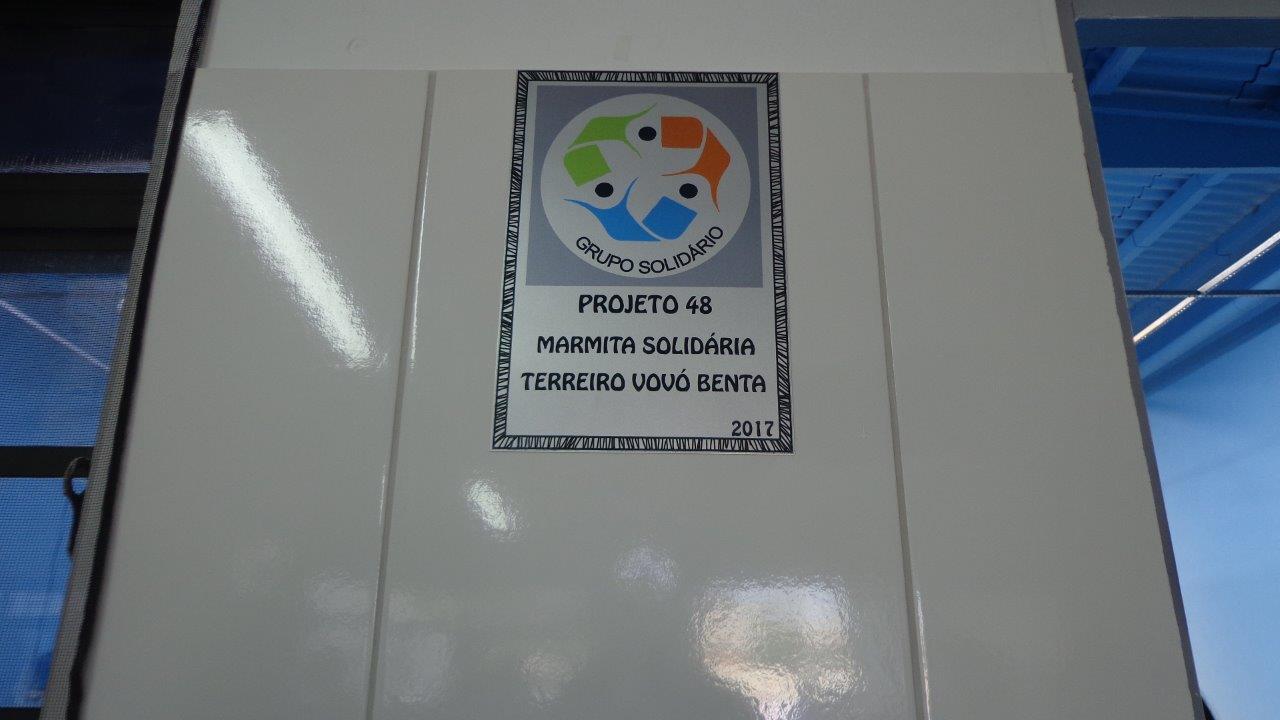 GRUPO SOLIDÁRIO
PROJETO 48
MARMITA SOLIDÁRIA
TERREIRO VOVÓ BENTA
2017